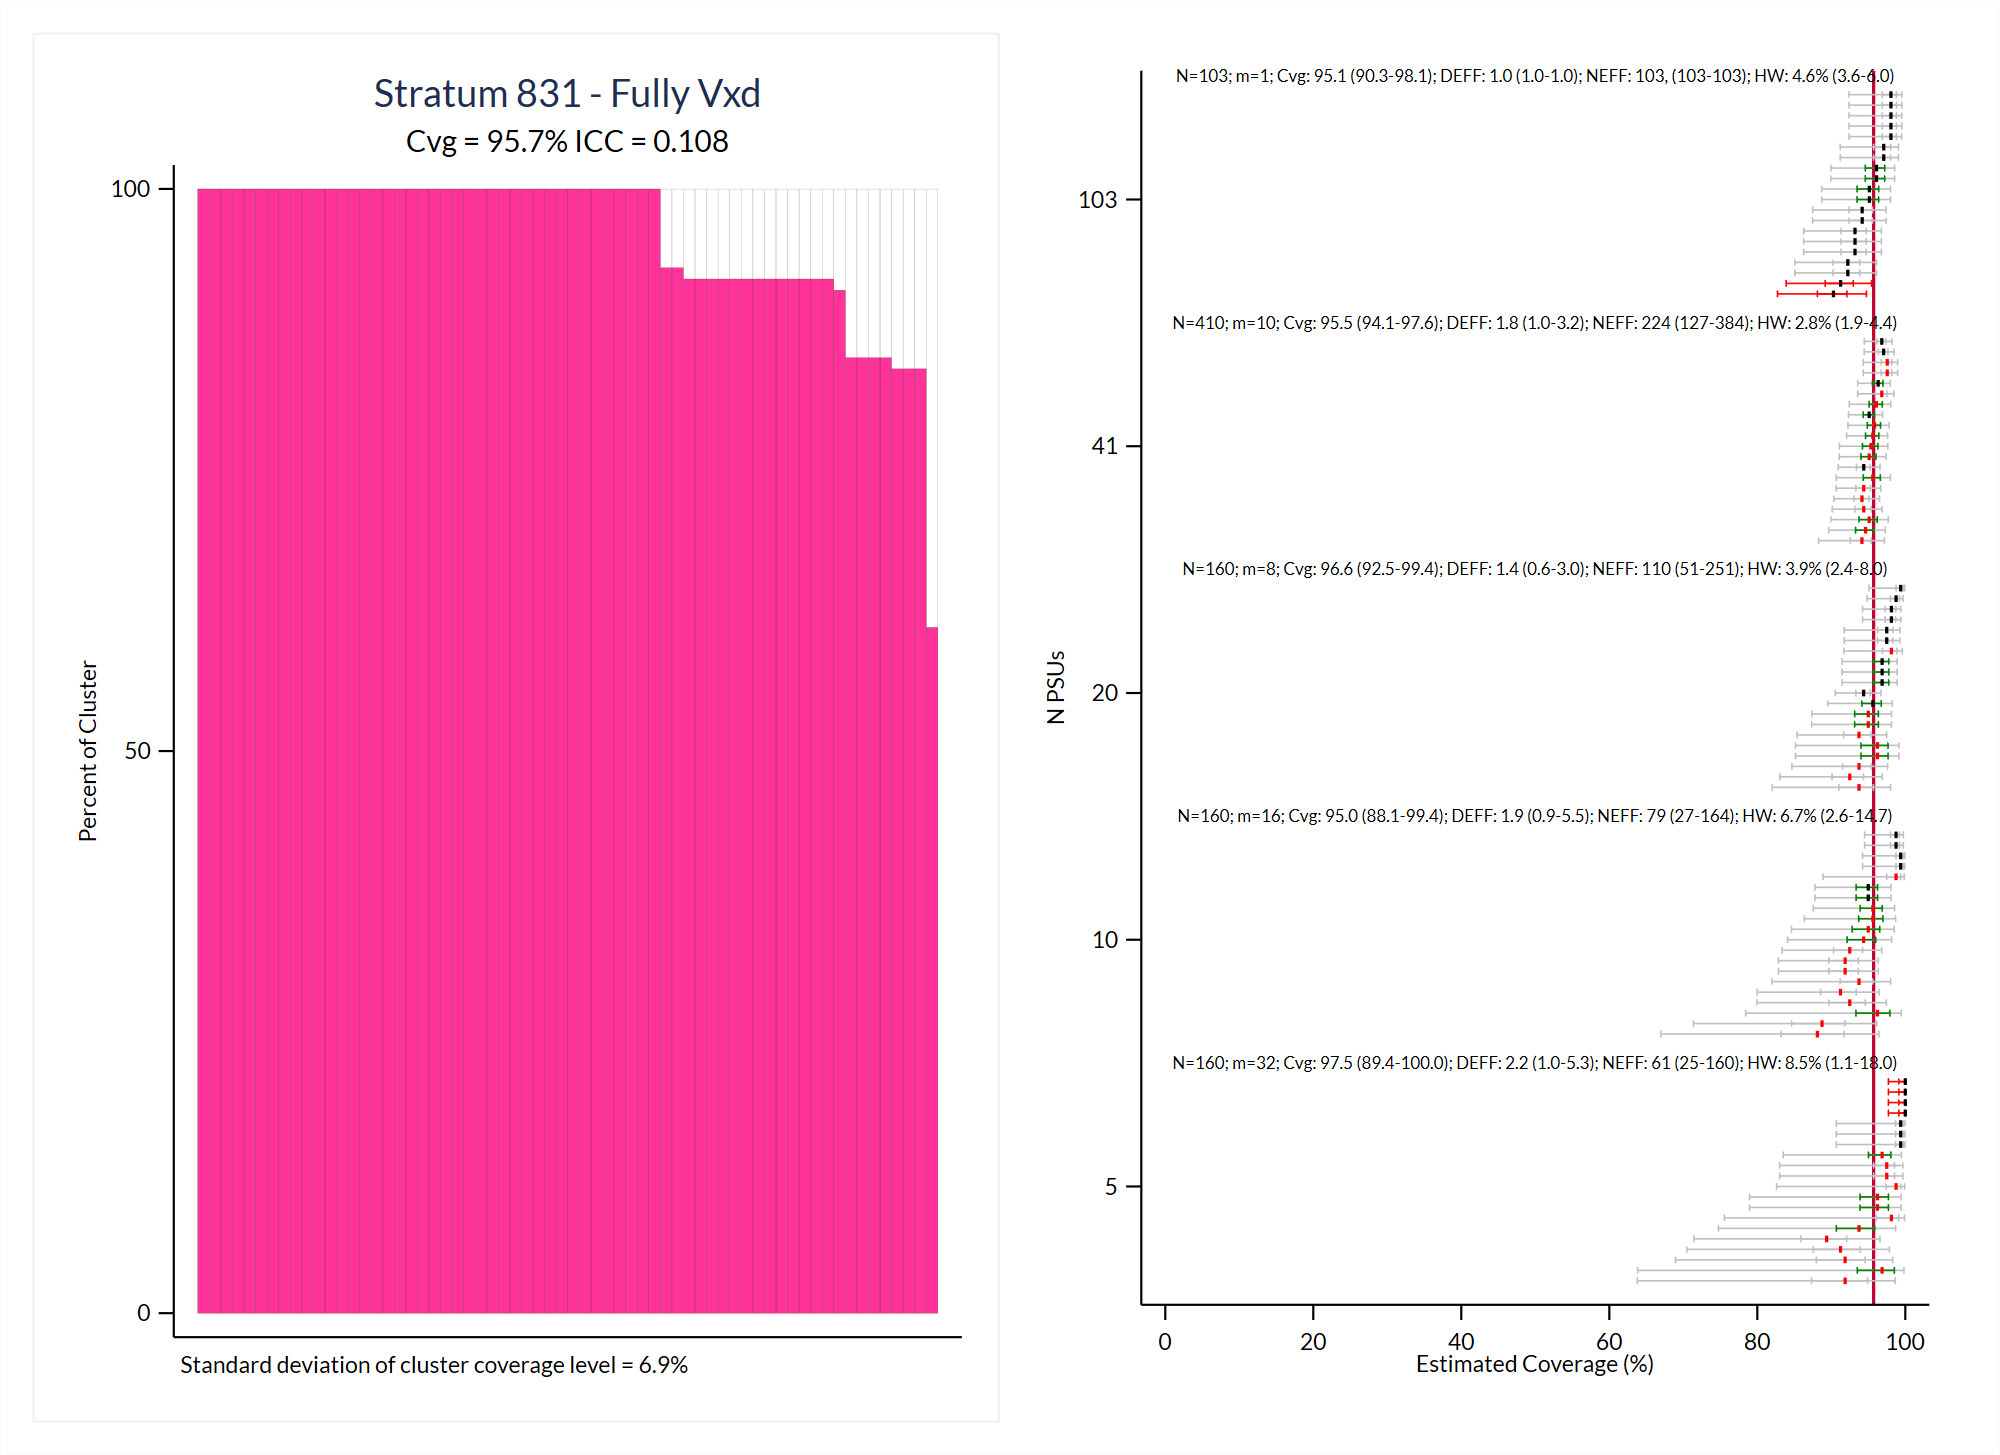 Stratum 831 - Fully Vxd
Cvg = 95.7% ICC = 0.108
100
50
0
Percent of Cluster
Standard deviation of cluster coverage level = 6.9%
N=103; m=1; Cvg: 95.1 (90.3-98.1); DEFF: 1.0 (1.0-1.0); NEFF: 103, (103-103); HW: 4.6% (3.6-6.0)
103
N=410; m=10; Cvg: 95.5 (94.1-97.6); DEFF: 1.8 (1.0-3.2); NEFF: 224 (127-384); HW: 2.8% (1.9-4.4)
41
N=160; m=8; Cvg: 96.6 (92.5-99.4); DEFF: 1.4 (0.6-3.0); NEFF: 110 (51-251); HW: 3.9% (2.4-8.0)
20
N PSUs
N=160; m=16; Cvg: 95.0 (88.1-99.4); DEFF: 1.9 (0.9-5.5); NEFF: 79 (27-164); HW: 6.7% (2.6-14.7)
10
N=160; m=32; Cvg: 97.5 (89.4-100.0); DEFF: 2.2 (1.0-5.3); NEFF: 61 (25-160); HW: 8.5% (1.1-18.0)
5
0 20 40 60 80 100
Estimated Coverage (%)